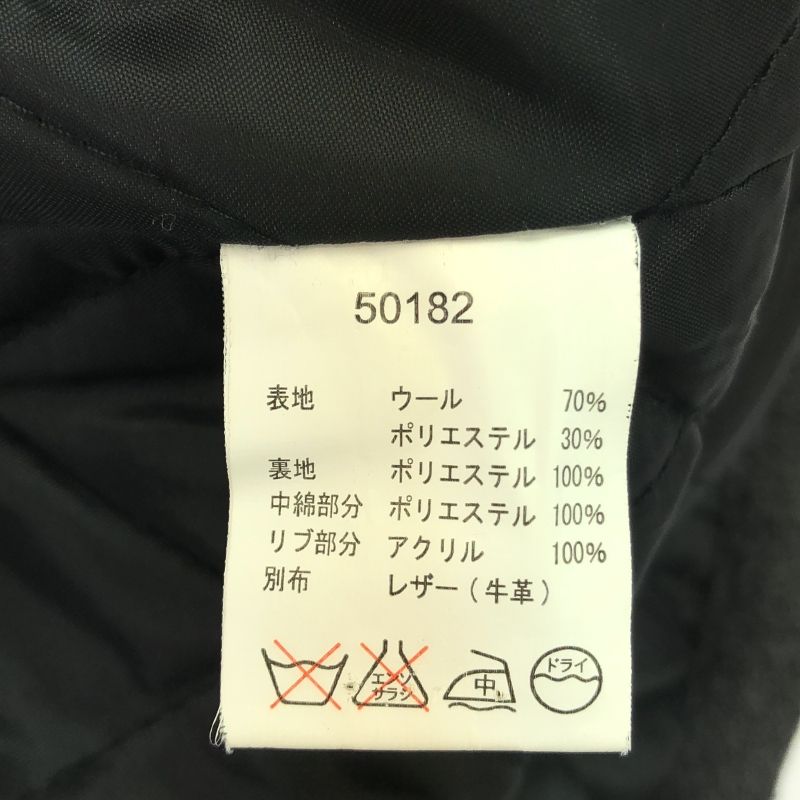 50182
表地 ウール 70%
ポリエステル 30%
裏地 ポリエステル 100%
中綿部分 ポリエステル 100%
リブ部分 アクリル 100%
別布 レザー(牛革)
エンソ
サラシ
中
ドライ